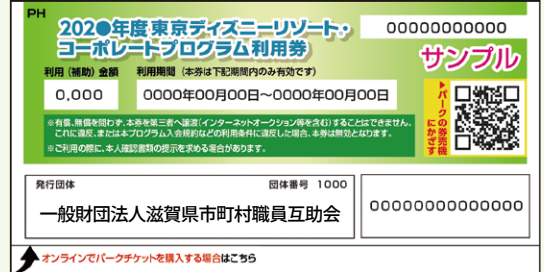 PH
202●年度 東京ディズニーリゾート・
コーポレートプログラム利用券
00000000000
サンプル
利用（補助）金額
利用期間（本券は下記期間内のみ有効です）
0,000
0000年00月00日〜0000年00月00日
▶パークの券売機にかざす
※有償、無償を問わず、本券を第三者へ譲渡（インターネットオークション等を含む）することはできません。
これに違反、または本プログラム入会規約などの利用条件に違反した場合、本券は無効となります。
※ご利用の際に、本人確認書類の提示を求める場合があります。
発行団体
団体番号 1000
一般財団法人滋賀県市町村職員互助会
00000000000000
オンラインでパークチケットを購入する場合はこちら